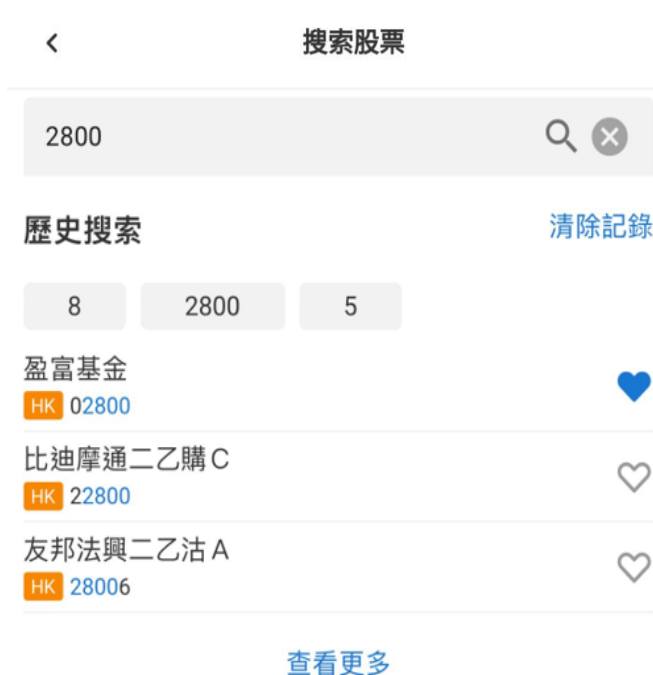 搜索股票
2800
歷史搜索 清除記錄
8 2800 5
盈富基金
HK 02800
比迪摩通二乙購C
HK 22800
友邦法興二乙沽A
HK 28006
查看更多